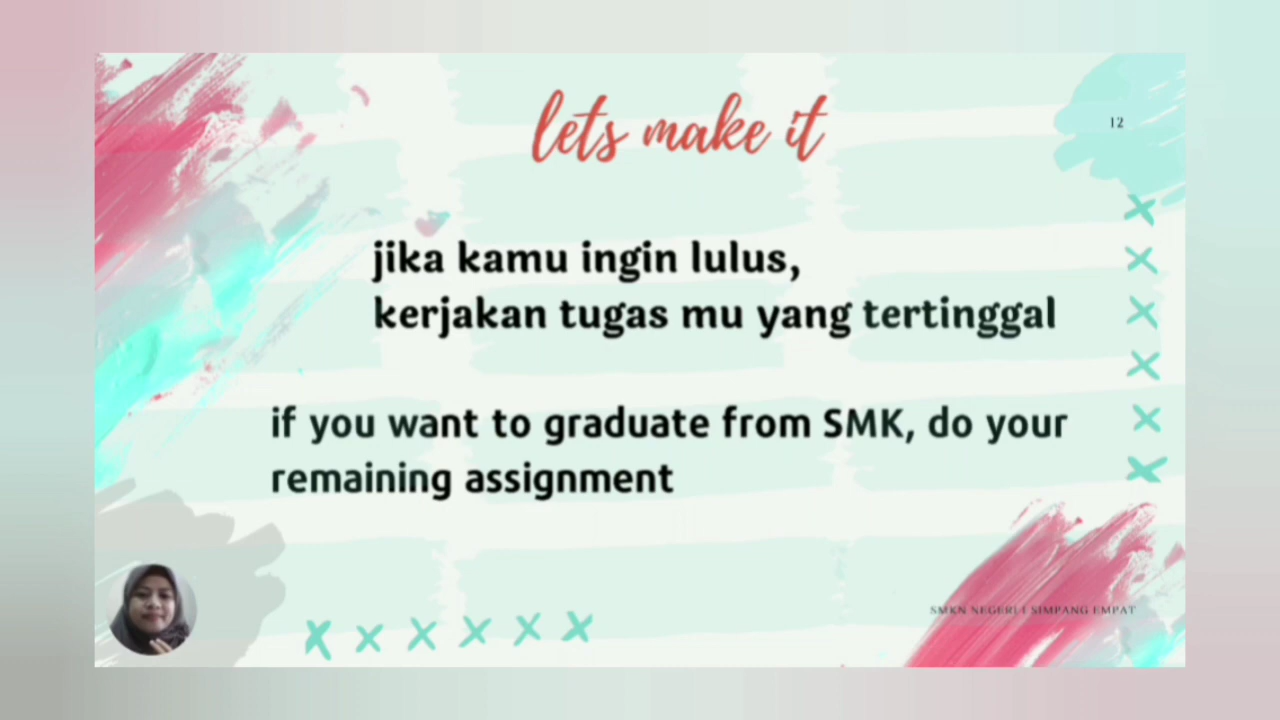 lets make it
12
jika kamu ingin lulus,
kerjakan tugas mu yang tertinggal
if you want to graduate from SMK, do your
remaining assignment
SMKN NEGERI 1 SIMPANG EMPAT